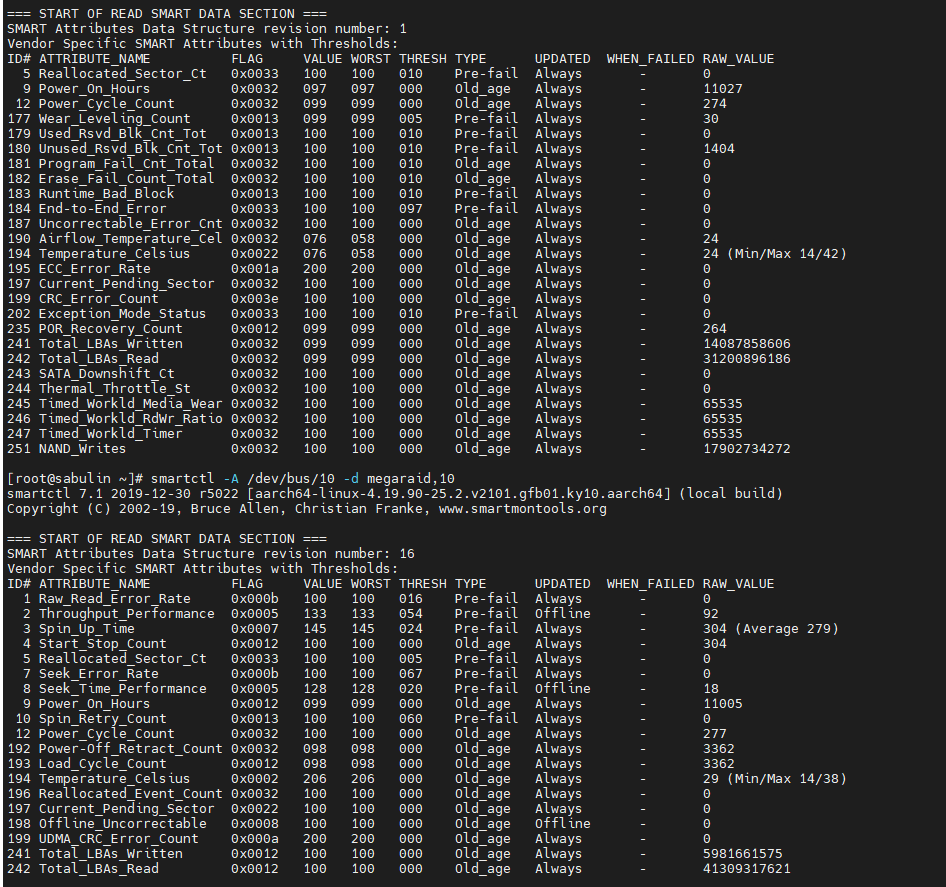 === START OF READ SMART DATA SECTION ===
SMART Attributes Data Structure revision number: 1
Vendor Specific SMART Attributes with Thresholds:
ID# ATTRIBUTE_NAME          FLAG     VALUE WORST THRESH TYPE      UPDATED  WHEN_FAILED RAW_VALUE
  5 Reallocated_Sector_Ct   0x0033   100   100   010    Pre-fail  Always       -       0
  9 Power_On_Hours          0x0032   097   097   000    Old_age   Always       -       11027
 12 Power_Cycle_Count       0x0032   099   099   000    Old_age   Always       -       274
177 Wear_Leveling_Count     0x0013   099   099   005    Pre-fail  Always       -       30
179 Used_Rsvd_Blk_Cnt_Tot   0x0013   100   100   010    Pre-fail  Always       -       0
180 Unused_Rsvd_Blk_Cnt_Tot 0x0013   100   100   010    Pre-fail  Always       -       1404
181 Program_Fail_Cnt_Total  0x0032   100   100   010    Old_age   Always       -       0
182 Erase_Fail_Count_Total  0x0032   100   100   010    Old_age   Always       -       0
183 Runtime_Bad_Block       0x0013   100   100   010    Pre-fail  Always       -       0
184 End-to-End_Error        0x0033   100   100   097    Pre-fail  Always       -       0
187 Uncorrectable_Error_Cnt 0x0032   100   100   000    Old_age   Always       -       0
190 Airflow_Temperature_Cel 0x0032   076   058   000    Old_age   Always       -       24
194 Temperature_Celsius     0x0022   076   058   000    Old_age   Always       -       24 (Min/Max 14/42)
195 ECC_Error_Rate          0x001a   200   200   000    Old_age   Always       -       0
197 Current_Pending_Sector  0x0032   100   100   000    Old_age   Always       -       0
199 CRC_Error_Count         0x003e   100   100   000    Old_age   Always       -       0
202 Exception_Mode_Status   0x0033   100   100   010    Pre-fail  Always       -       0
235 POR_Recovery_Count      0x0012   099   099   000    Old_age   Always       -       264
241 Total_LBAs_Written      0x0032   099   099   000    Old_age   Always       -       14087858606
242 Total_LBAs_Read         0x0032   099   099   000    Old_age   Always       -       31200896186
243 SATA_Downshift_Ct       0x0032   100   100   000    Old_age   Always       -       0
244 Thermal_Throttle_St     0x0032   100   100   000    Old_age   Always       -       0
245 Timed_Workld_Media_Wear 0x0032   100   100   000    Old_age   Always       -       65535
246 Timed_Workld_RdWr_Ratio 0x0032   100   100   000    Old_age   Always       -       65535
247 Timed_Workld_Timer      0x0032   100   100   000    Old_age   Always       -       65535
251 NAND_Writes             0x0032   100   100   000    Old_age   Always       -       17902734272
[root@sabulin ~]# smartctl -A /dev/bus/10 -d megaraid,10
smartctl 7.1 2019-12-30 r5022 [aarch64-linux-4.19.90-25.2.v2101.gfb01.ky10.aarch64] (local build)
Copyright (C) 2002-19, Bruce Allen, Christian Franke, www.smartmontools.org
=== START OF READ SMART DATA SECTION ===
SMART Attributes Data Structure revision number: 16
Vendor Specific SMART Attributes with Thresholds:
ID# ATTRIBUTE_NAME          FLAG     VALUE WORST THRESH TYPE      UPDATED  WHEN_FAILED RAW_VALUE
  1 Raw_Read_Error_Rate     0x000b   100   100   016    Pre-fail  Always       -       0
  2 Throughput_Performance  0x0005   133   133   054    Pre-fail  Offline      -       92
  3 Spin_Up_Time            0x0007   145   145   024    Pre-fail  Always       -       304 (Average 279)
  4 Start_Stop_Count        0x0012   100   100   000    Old_age   Always       -       304
  5 Reallocated_Sector_Ct   0x0033   100   100   005    Pre-fail  Always       -       0
  7 Seek_Error_Rate         0x000b   100   100   067    Pre-fail  Always       -       0
  8 Seek_Time_Performance   0x0005   128   128   020    Pre-fail  Offline      -       18
  9 Power_On_Hours          0x0012   099   099   000    Old_age   Always       -       11005
 10 Spin_Retry_Count        0x0013   100   100   060    Pre-fail  Always       -       0
 12 Power_Cycle_Count       0x0032   100   100   000    Old_age   Always       -       277
192 Power-Off_Retract_Count 0x0032   098   098   000    Old_age   Always       -       3362
193 Load_Cycle_Count        0x0012   098   098   000    Old_age   Always       -       3362
194 Temperature_Celsius     0x0002   206   206   000    Old_age   Always       -       29 (Min/Max 14/38)
196 Reallocated_Event_Count 0x0032   100   100   000    Old_age   Always       -       0
197 Current_Pending_Sector  0x0022   100   100   000    Old_age   Always       -       0
198 Offline_Uncorrectable   0x0008   100   100   000    Old_age   Offline      -       0
199 UDMA_CRC_Error_Count    0x000a   200   200   000    Old_age   Always       -       0
241 Total_LBAs_Written      0x0012   100   100   000    Old_age   Always       -       5981661575
242 Total_LBAs_Read         0x0012   100   100   000    Old_age   Always       -       41309317621